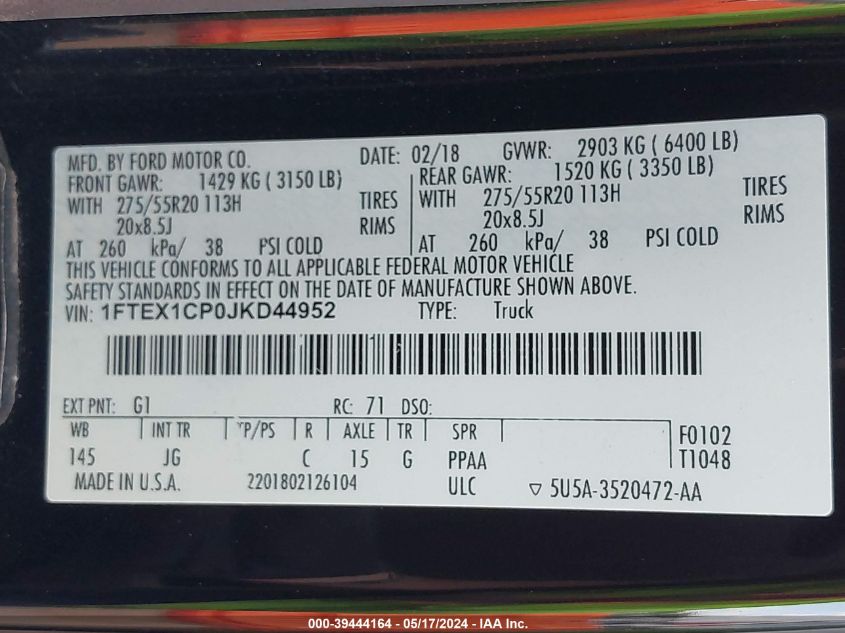 MFD. BY FORD MOTOR CO. DATE: 02/18 GVWR: 2903 KG ( 6400 LB)
FRONT GAWR: 1429 KG ( 3150 LB) REAR GAWR: 1520 KG ( 3350 LB)
WITH 275/55R20 113H TIRES WITH 275/55R20 113H TIRES
20x8.5J RIMS 20x8.5J RIMS
AT 260 kPa/ 38 PSI COLD AT 260 kPa/ 38 PSI COLD
THIS VEHICLE CONFORMS TO ALL APPLICABLE FEDERAL MOTOR VEHICLE
SAFETY STANDARDS IN EFFECT ON THE DATE OF MANUFACTURE SHOWN ABOVE.
VIN: 1FTEX1CP0JKD44952 TYPE: Truck
EXT PNT: G1 RC: 71 DSO:
WB INT TR TP/PS R AXLE TR SPR F0102
145 JG C 15 G PPAA T1048
MADE IN U.S.A. 2201802126104 ULC ▽ 5U5A-3520472-AA
000-39444164 - 05/17/2024 - IAA Inc.